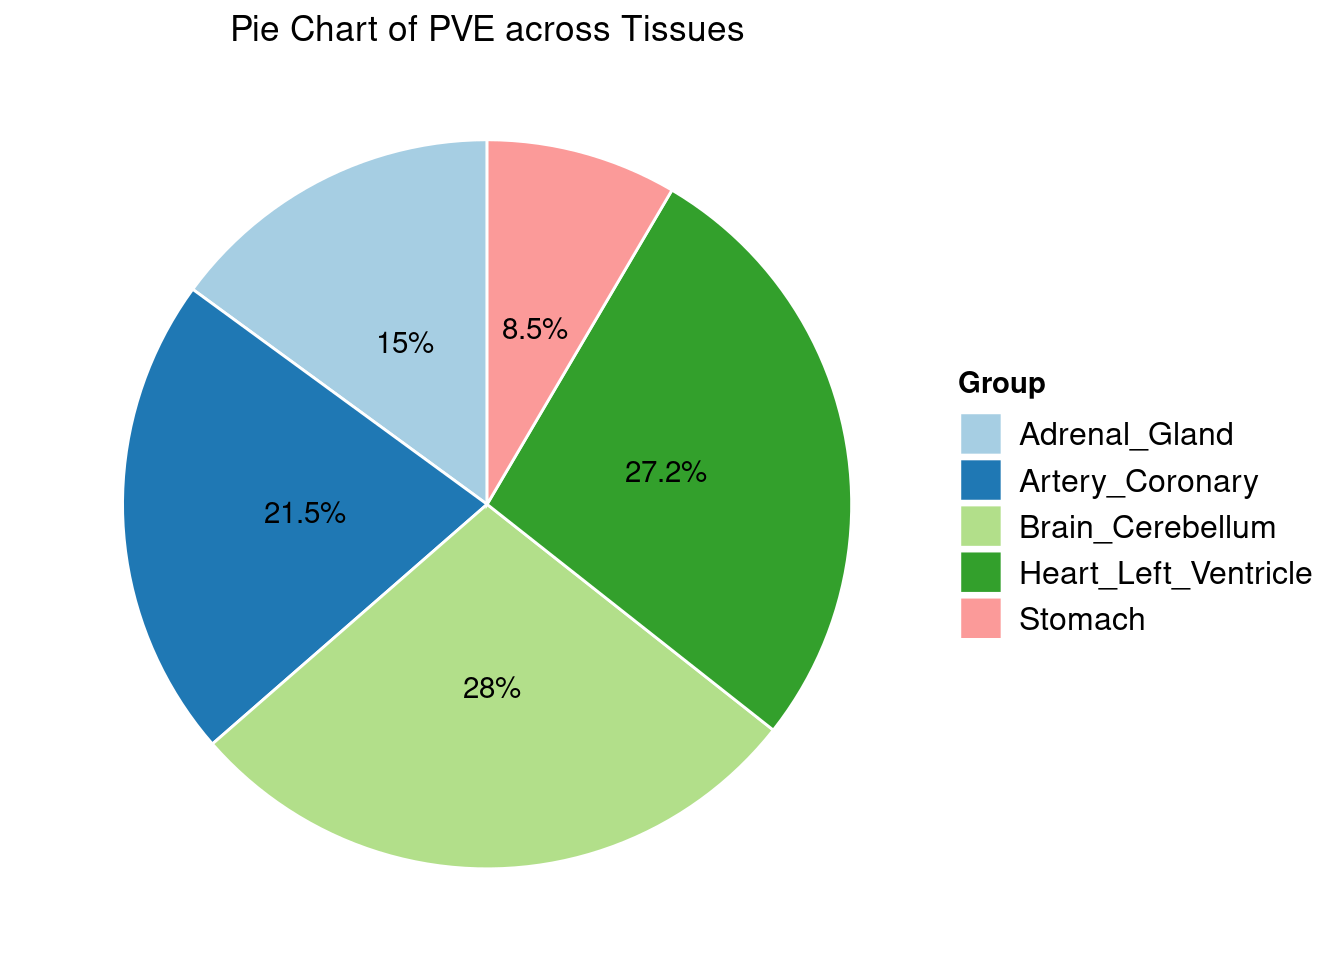 Pie Chart of PVE across Tissues
15%
8.5%
27.2%
21.5%
28%
Group
Adrenal_Gland
Artery_Coronary
Brain_Cerebellum
Heart_Left_Ventricle
Stomach